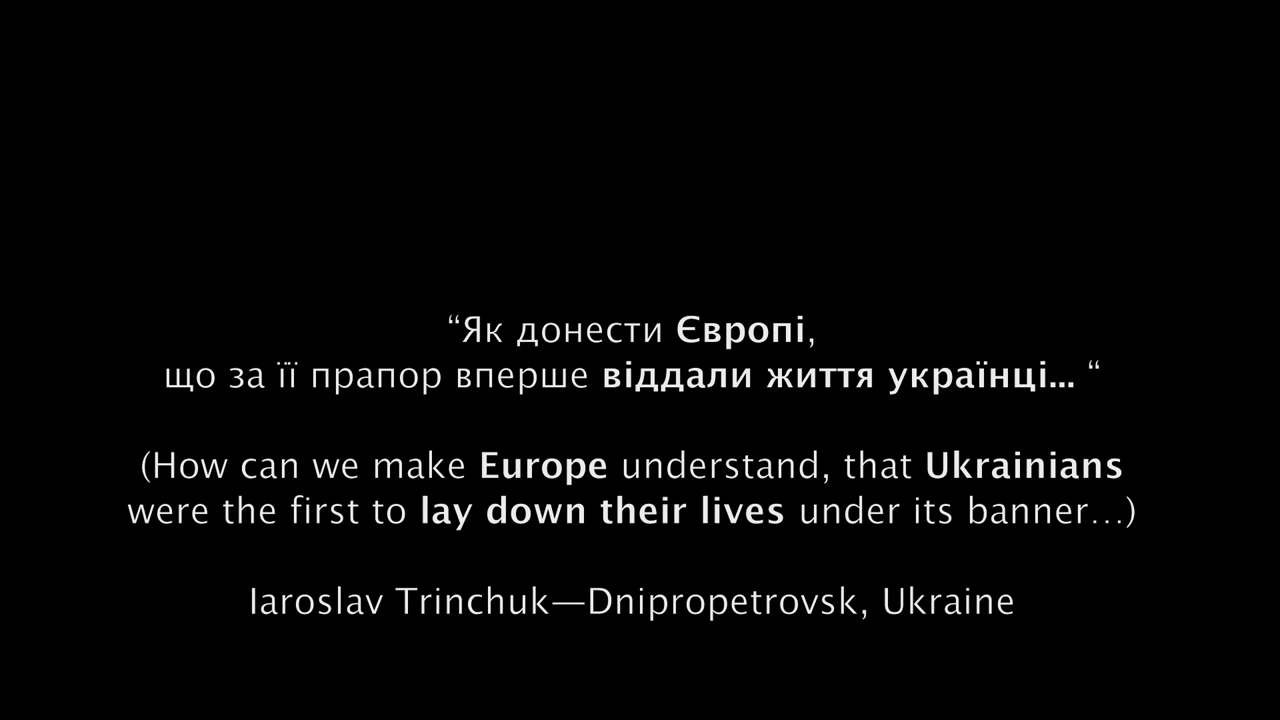 “Як донести Європі,
що за її прапор вперше віддали життя українці... “
(How can we make Europe understand, that Ukrainians
were the first to lay down their lives under its banner…)
Iaroslav Trinchuk—Dnipropetrovsk, Ukraine